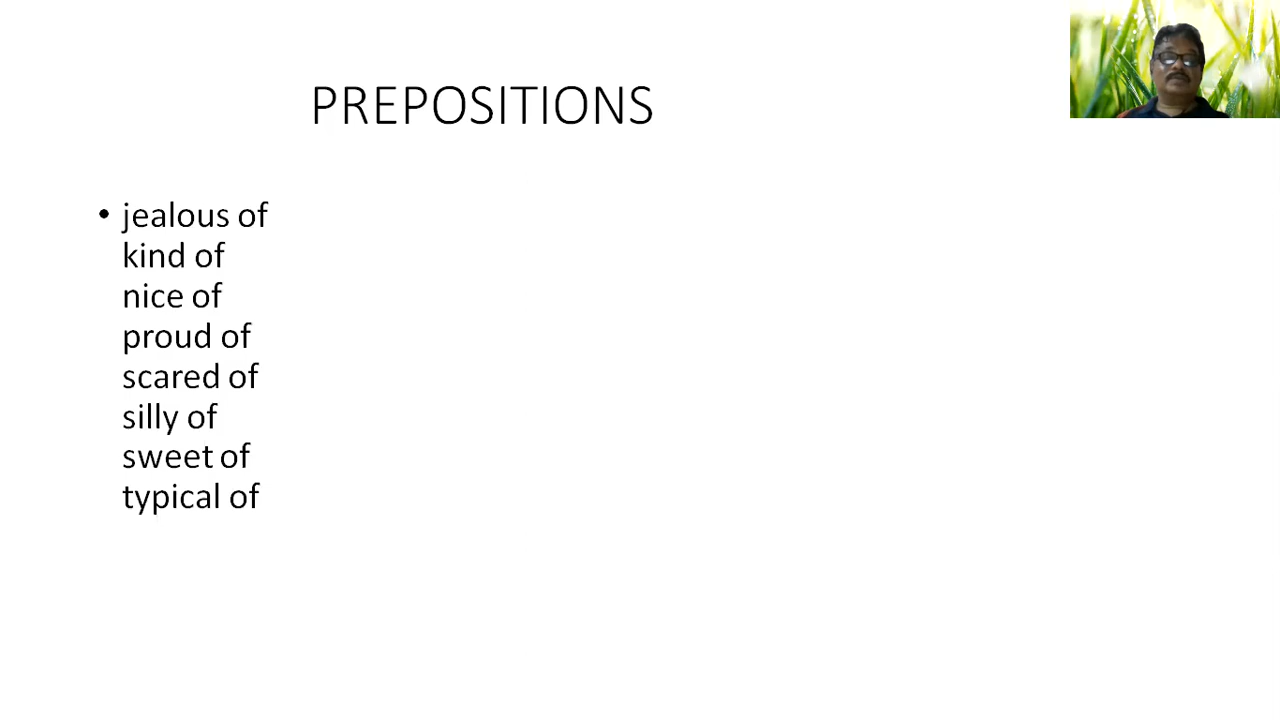 PREPOSITIONS
• jealous of
kind of
nice of
proud of
scared of
silly of
sweet of
typical of